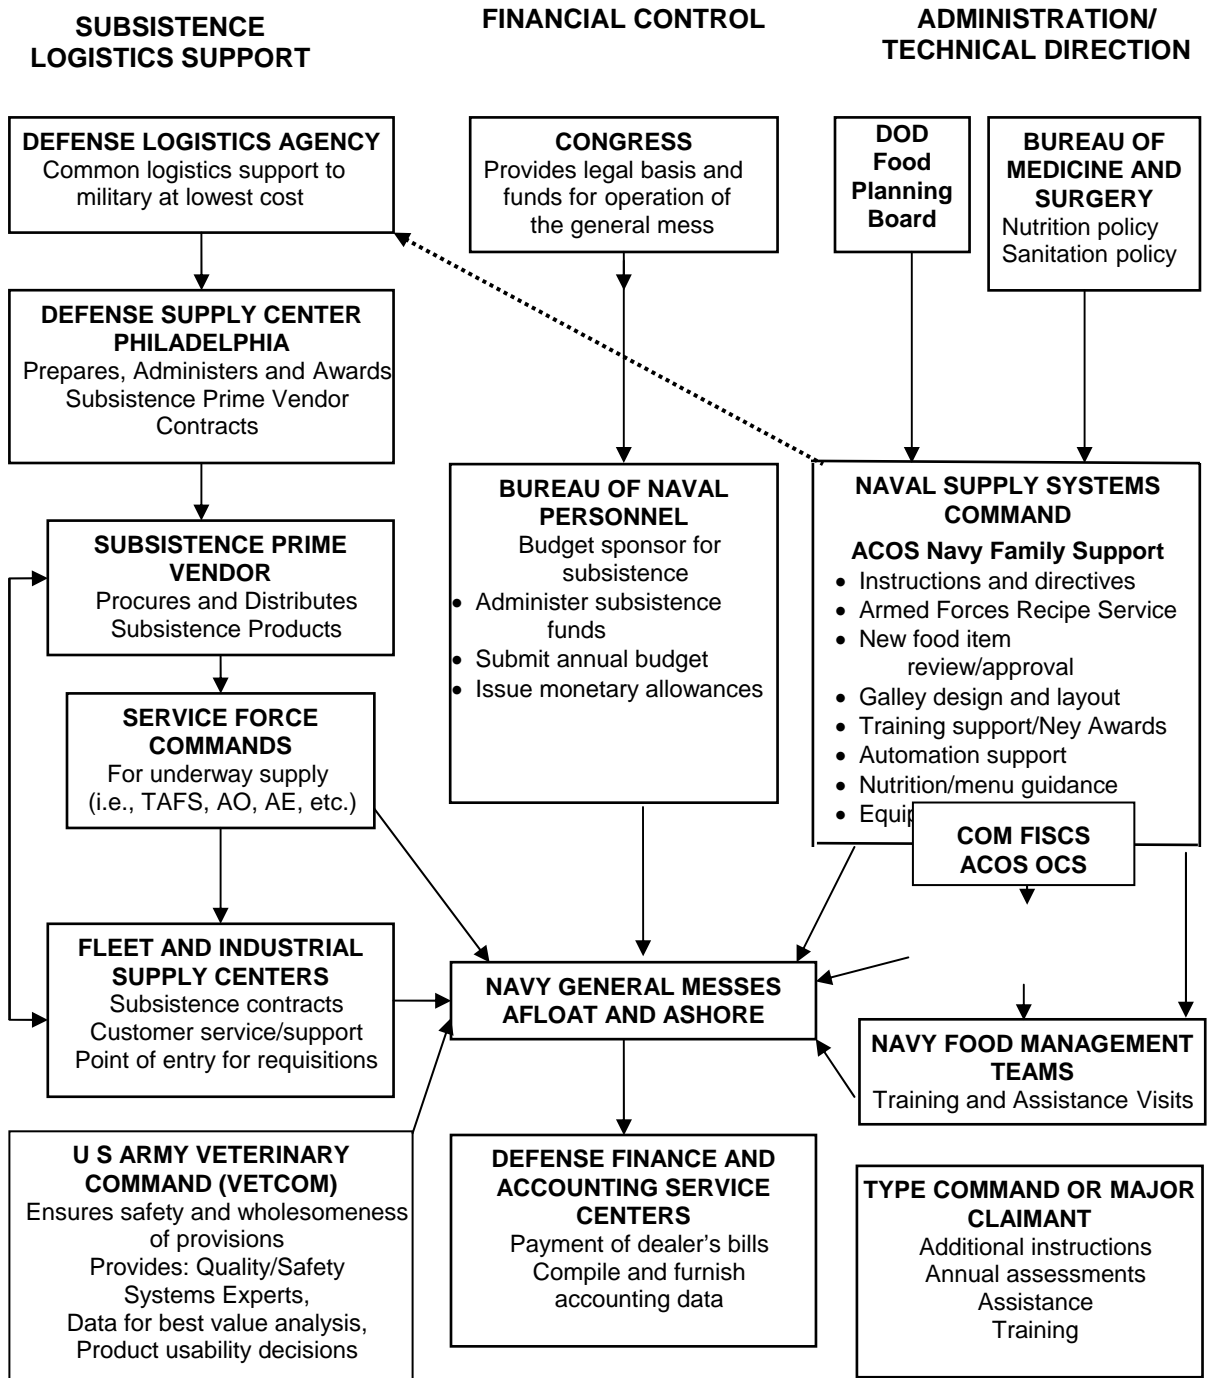 SUBSISTENCE
LOGISTICS SUPPORT
FINANCIAL CONTROL
ADMINISTRATION/
TECHNICAL DIRECTION
DEFENSE LOGISTICS AGENCY
Common logistics support to
military at lowest cost
CONGRESS
Provides legal basis and
funds for operation of
the general mess
DOD
Food
Planning
Board
BUREAU OF
MEDICINE AND
SURGERY
Nutrition policy
Sanitation policy
DEFENSE SUPPLY CENTER
PHILADELPHIA
Prepares, Administers and Awards
Subsistence Prime Vendor
Contracts
SUBSISTENCE PRIME
VENDOR
Procures and Distributes
Subsistence Products
BUREAU OF NAVAL
PERSONNEL
Budget sponsor for
subsistence
• Administer subsistence
funds
• Submit annual budget
• Issue monetary allowances
NAVAL SUPPLY SYSTEMS
COMMAND
ACOS Navy Family Support
• Instructions and directives
• Armed Forces Recipe Service
• New food item
review/approval
• Galley design and layout
• Training support/Ney Awards
• Automation support
• Nutrition/menu guidance
•
COM FISCS
ACOS OCS
SERVICE FORCE
COMMANDS
For underway supply
(i.e., TAFS, AO, AE, etc.)
FLEET AND INDUSTRIAL
SUPPLY CENTERS
Subsistence contracts
Customer service/support
Point of entry for requisitions
NAVY GENERAL MESSES
AFLOAT AND ASHORE
NAVY FOOD MANAGEMENT
TEAMS
Training and Assistance Visits
U S ARMY VETERINARY
COMMAND (VETCOM)
Ensures safety and wholesomeness
of provisions
Provides: Quality/Safety
Systems Experts,
Data for best value analysis,
Product usability decisions
DEFENSE FINANCE AND
ACCOUNTING SERVICE
CENTERS
Payment of dealer's bills
Compile and furnish
accounting data
TYPE COMMAND OR MAJOR
CLAIMANT
Additional instructions
Annual assessments
Assistance
Training